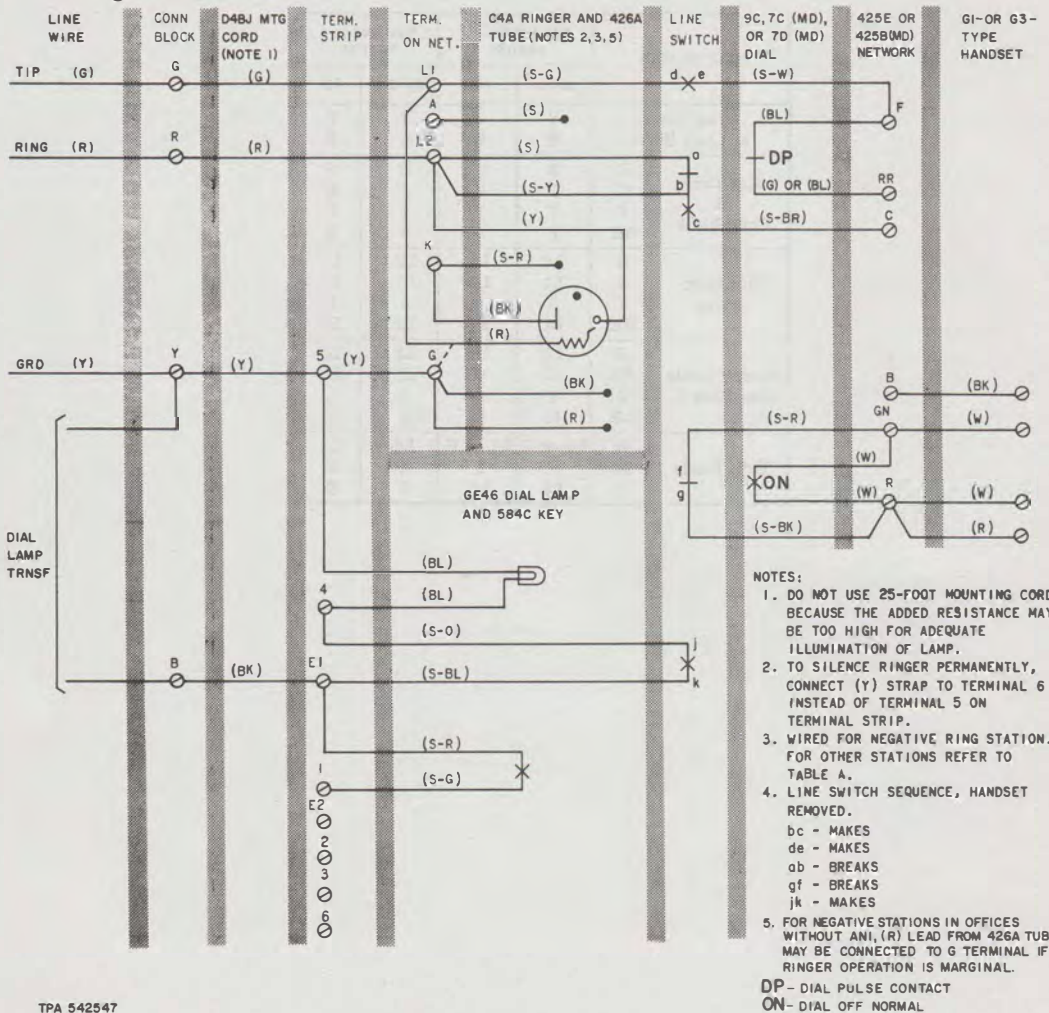 LINE WIRE
CONN BLOCK
D4BJ MTG CORD (NOTE 1)
TERM. STRIP
TERM. ON NET.
C4A RINGER AND 426A TUBE (NOTES 2,3,5)
LINE SWITCH
9C,7C (MD), OR 7D (MD) DIAL
425E OR 425B(MD) NETWORK
G1-OR G3-TYPE HANDSET
TIP (G)
G
(G)
L1
(S-G)
d e
(S-W)
F
A
(S)
(BL)
DP
RING (R)
R
(R)
L2
(S)
a
(S-Y)
b
(G) OR (BL)
RR
(Y)
c
(S-BR)
C
K
(S-R)
(BK)
(R)
GRD (Y)
Y
(Y)
5
(Y)
G
(BK)
(R)
B
(BK)
(S-R)
GN
(W)
(W)
f
g
ON
(W)
R
(W)
(S-BK)
(R)
GE46 DIAL LAMP
AND 584C KEY
DIAL
LAMP
TRNSF
(BL)
4
(BL)
(S-O)
j
B
(BK)
E1
(S-BL)
k
(S-R)
1
(S-G)
E2
2
3
6
NOTES:
1. DO NOT USE 25-FOOT MOUNTING CORD
BECAUSE THE ADDED RESISTANCE MAY
BE TOO HIGH FOR ADEQUATE
ILLUMINATION OF LAMP.
2. TO SILENCE RINGER PERMANENTLY,
CONNECT (Y) STRAP TO TERMINAL 6
INSTEAD OF TERMINAL 5 ON
TERMINAL STRIP.
3. WIRED FOR NEGATIVE RING STATION.
FOR OTHER STATIONS REFER TO
TABLE A.
4. LINE SWITCH SEQUENCE, HANDSET
REMOVED.
bc - MAKES
de - MAKES
ab - BREAKS
gf - BREAKS
jk - MAKES
5. FOR NEGATIVE STATIONS IN OFFICES
WITHOUT ANI, (R) LEAD FROM 426A TUB
MAY BE CONNECTED TO G TERMINAL IF
RINGER OPERATION IS MARGINAL.
DP - DIAL PULSE CONTACT
ON - DIAL OFF NORMAL
TPA 542547